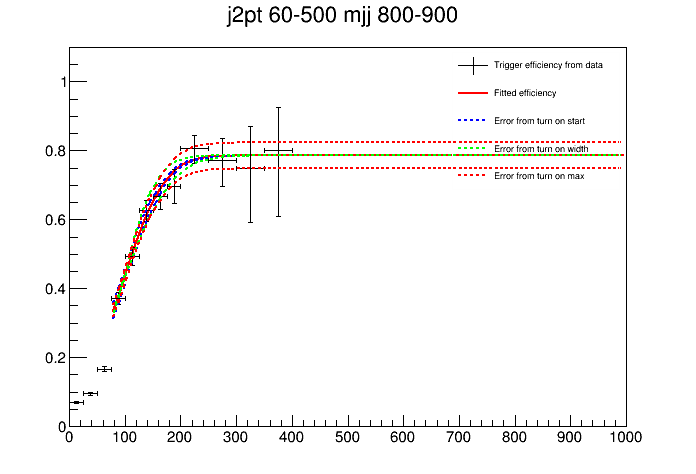 j2pt 60-500 mjj 800-900
1
0.8
0.6
0.4
0.2
0
Trigger efficiency from data
Fitted efficiency
Error from turn on start
Error from turn on width
Error from turn on max
0 100 200 300 400 500 600 700 800 900 1000